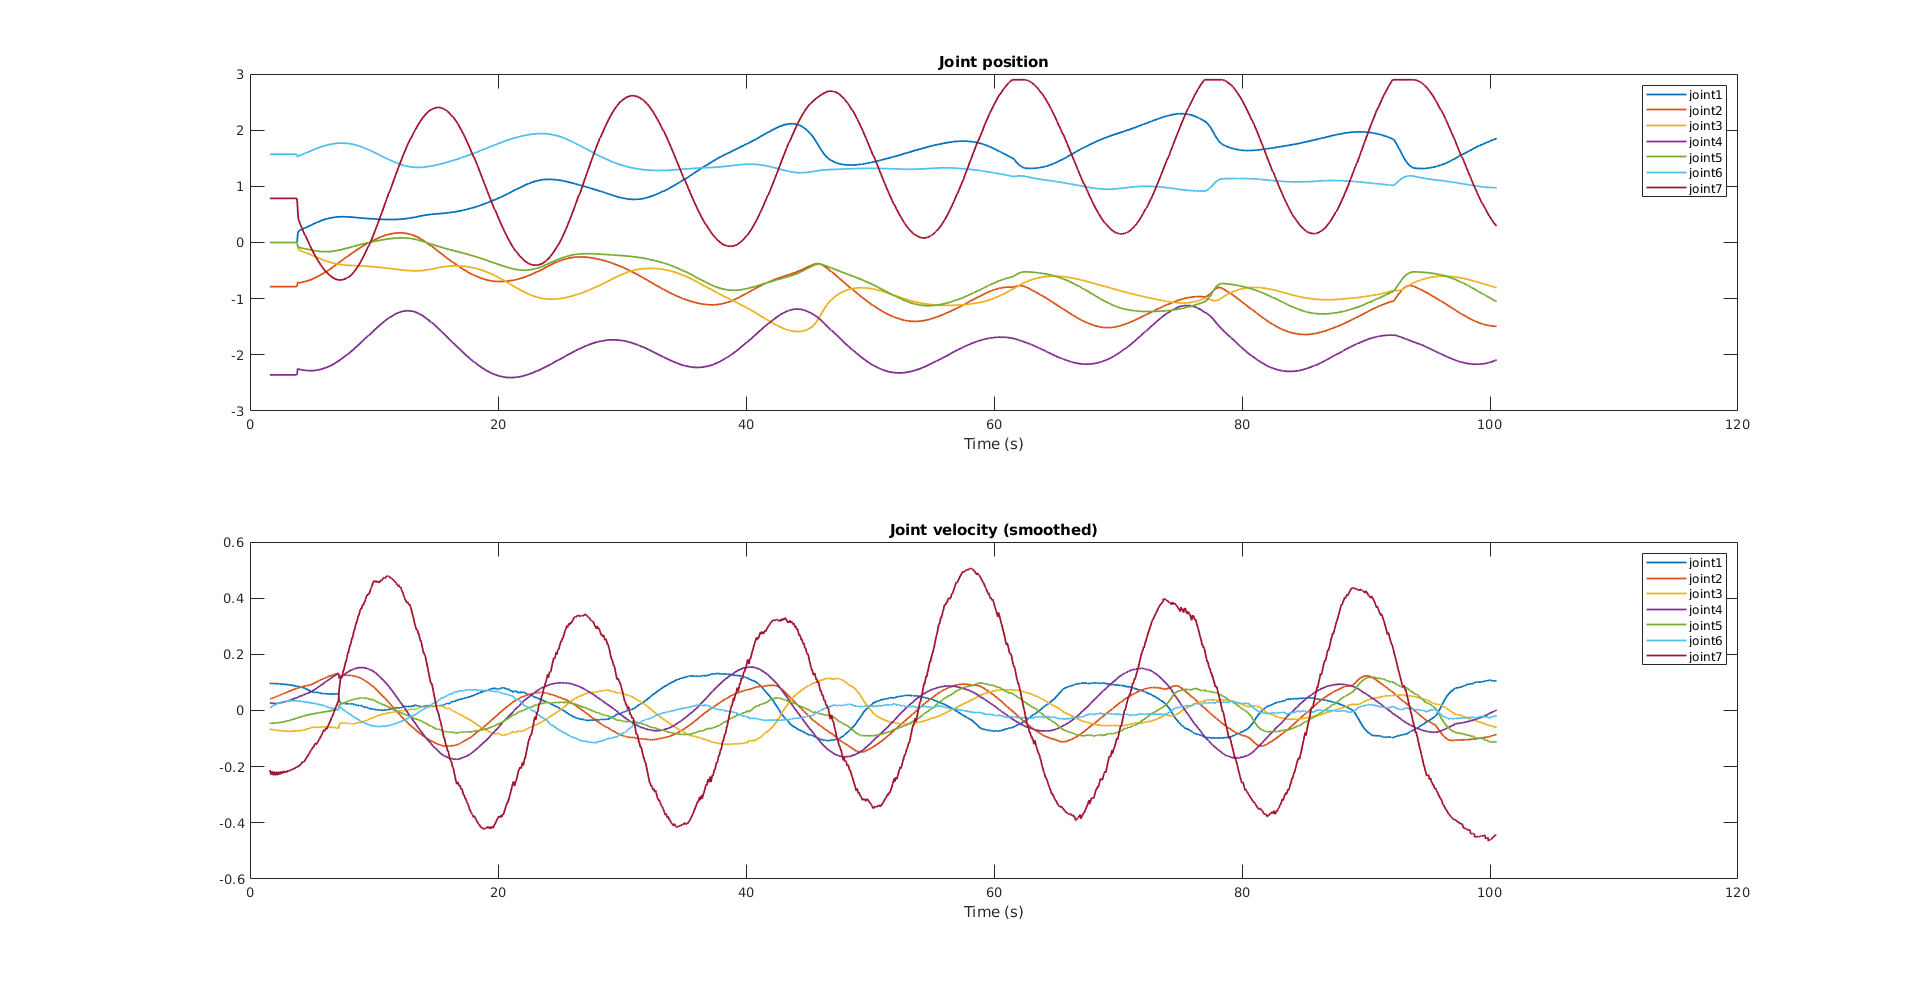 Joint position
3
2
1
0
-1
-2
-3
0 20 40 60 80 100 120
Time (s)
joint1
joint2
joint3
joint4
joint5
joint6
joint7
Joint velocity (smoothed)
0.6
0.4
0.2
0
-0.2
-0.4
-0.6
0 20 40 60 80 100 120
Time (s)
joint1
joint2
joint3
joint4
joint5
joint6
joint7